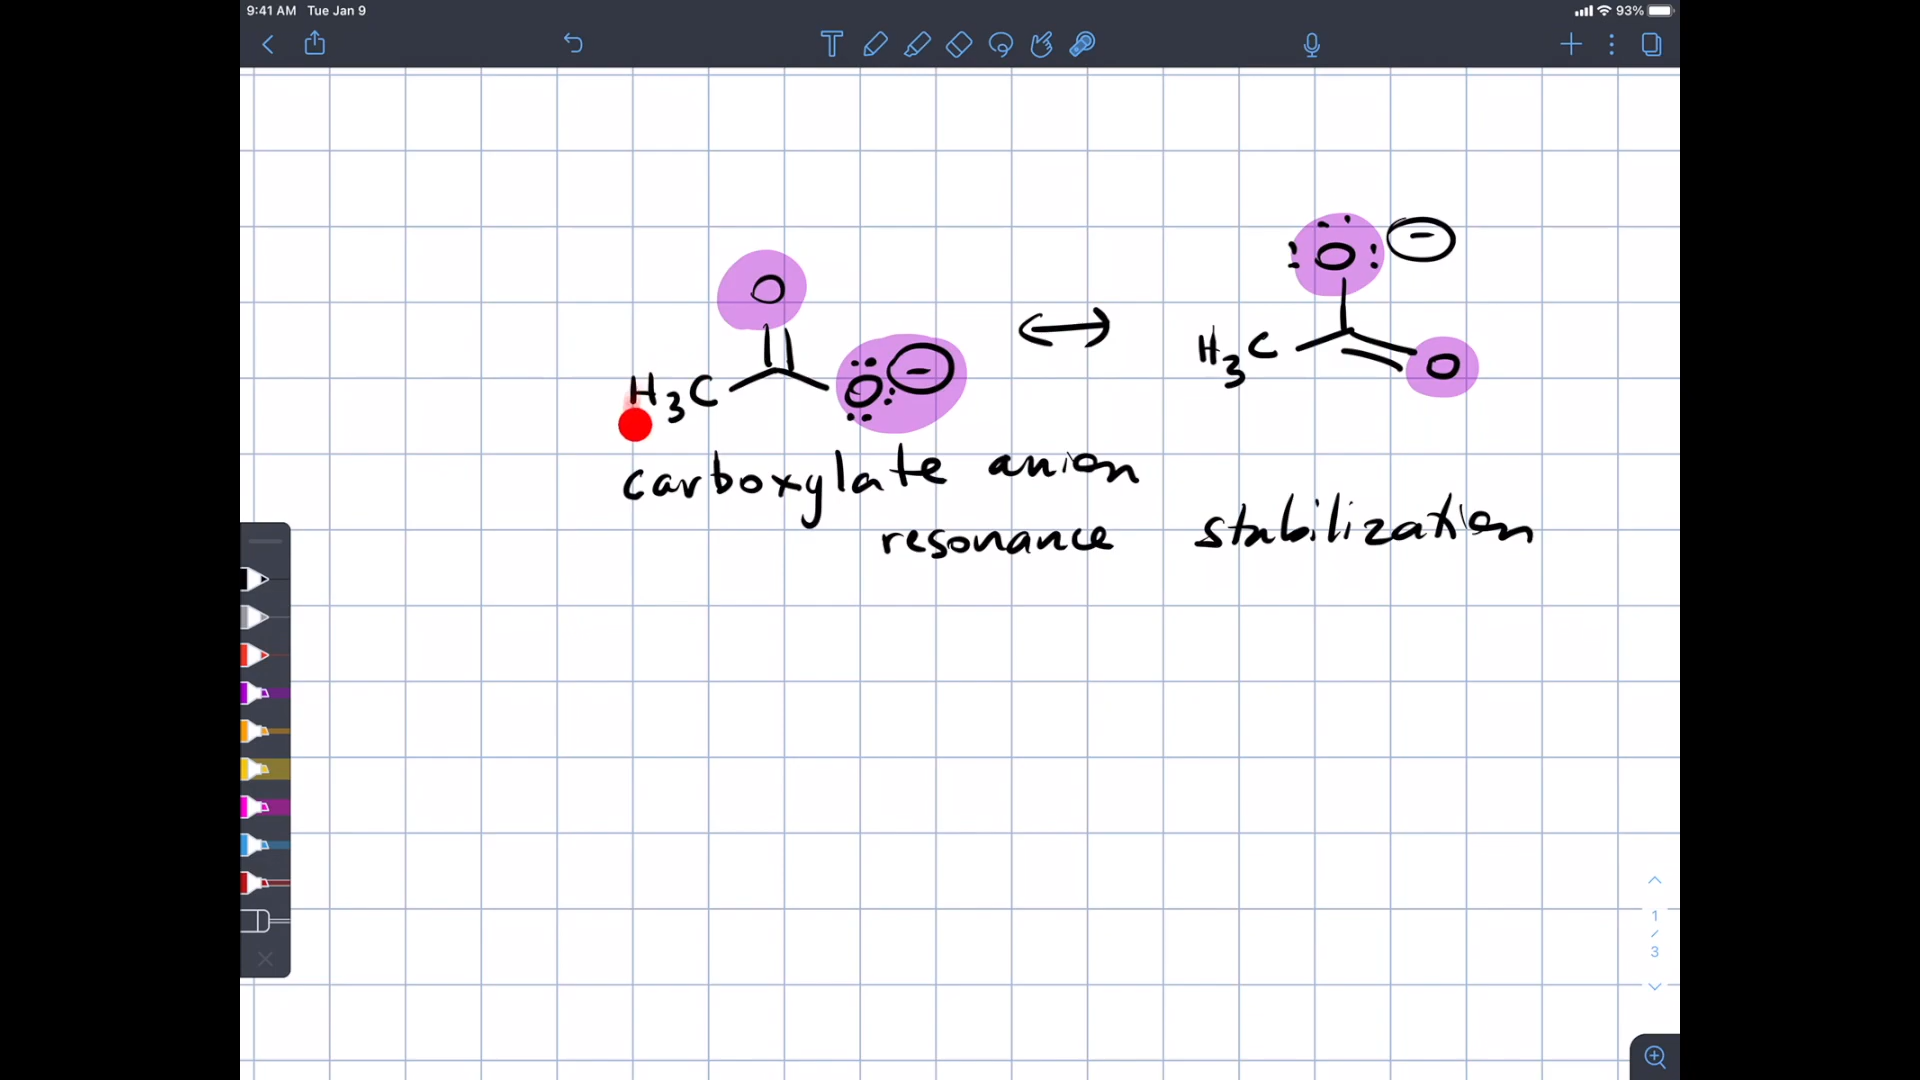 9:41 AM Tue Jan 9
93%
T
O
H3C
O
−
O
−
H3C
O
carboxylate anion
resonance stabilization
1
/
3